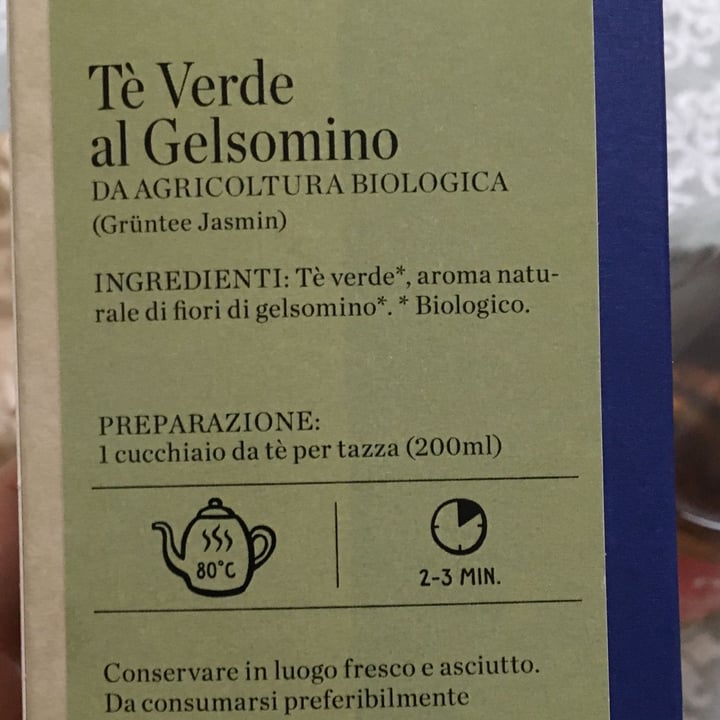 Tè Verde
al Gelsomino
DA AGRICOLTURA BIOLOGICA
(Grüntee Jasmin)
INGREDIENTI: Tè verde*, aroma natu-
rale di fiori di gelsomino*. * Biologico.
PREPARAZIONE:
1 cucchiaio da tè per tazza (200ml)
80°C
2-3 MIN.
Conservare in luogo fresco e asciutto.
Da consumarsi preferibilmente